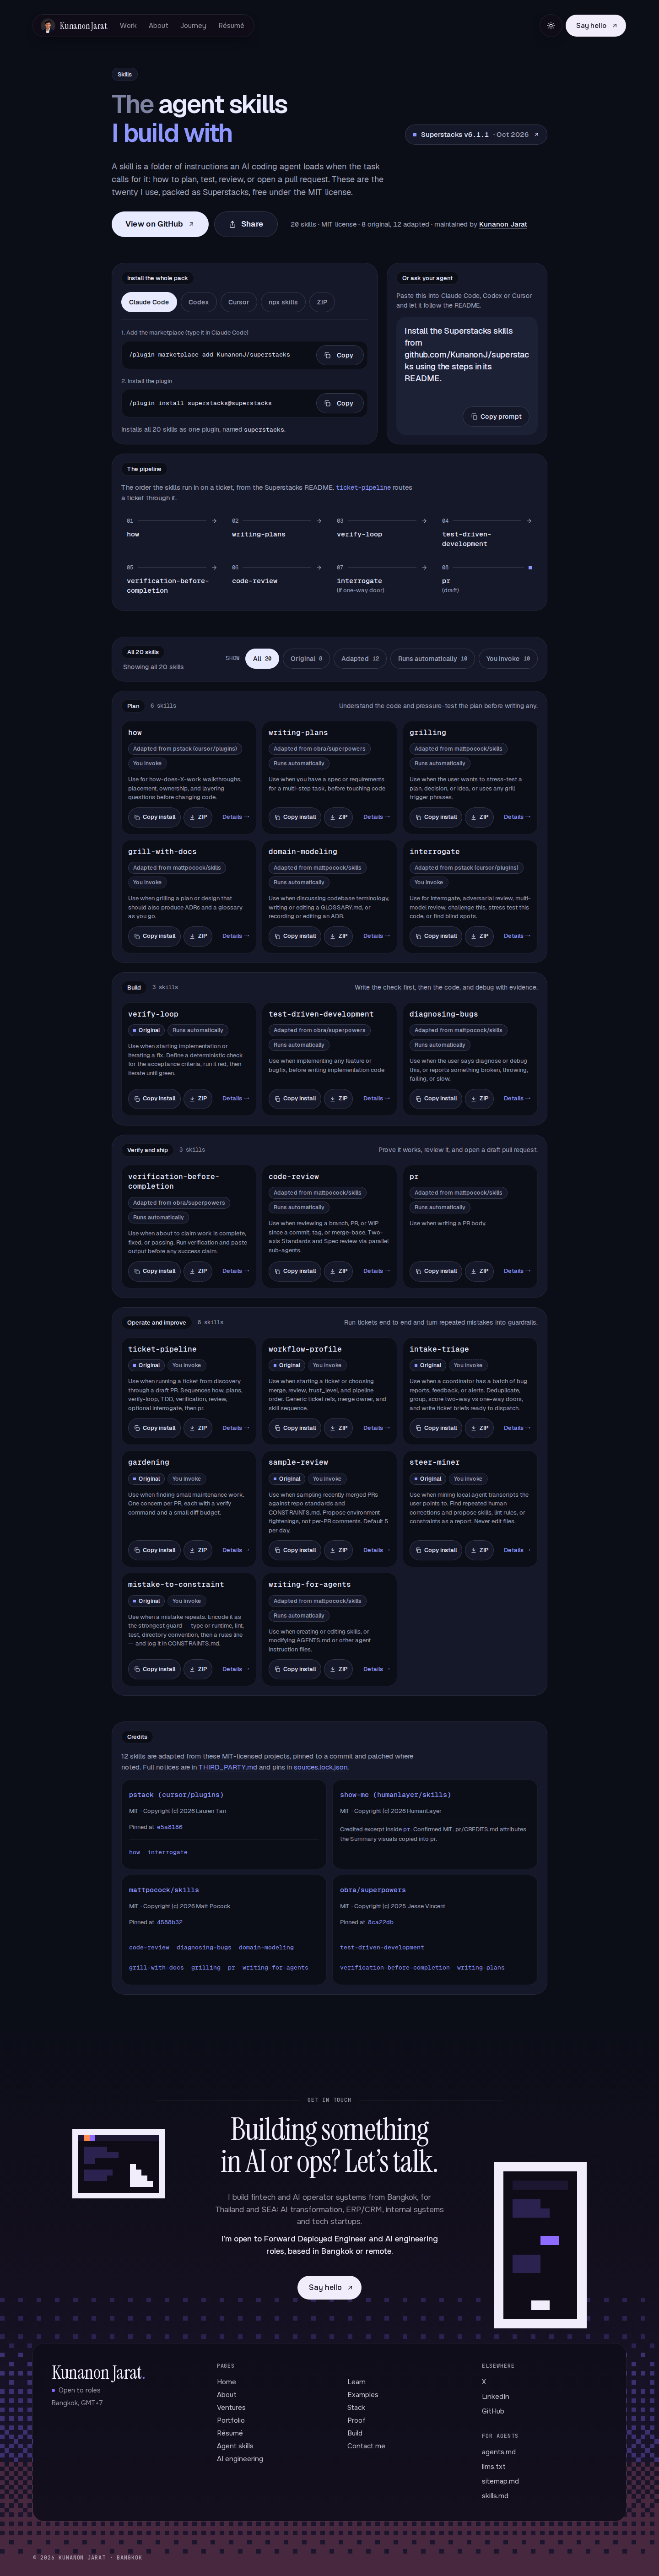 Kunanon Jarat.
Work
About
Journey
Résumé
Say hello
Skills
The agent skills
I build with
Superstacks v6.1.1 · Oct 2026
A skill is a folder of instructions an AI coding agent loads when the task
calls for it: how to plan, test, review, or open a pull request. These are the
twenty I use, packed as Superstacks, free under the MIT license.
View on GitHub
Share
20 skills · MIT license · 8 original, 12 adapted · maintained by Kunanon Jarat
Install the whole pack
Claude Code
Codex
Cursor
npx skills
ZIP
1. Add the marketplace (type it in Claude Code)
/plugin marketplace add KunanonJ/superstacks
Copy
2. Install the plugin
/plugin install superstacks@superstacks
Copy
Installs all 20 skills as one plugin, named superstacks.
Or ask your agent
Paste this into Claude Code, Codex or Cursor
and let it follow the README.
Install the Superstacks skills
from
github.com/KunanonJ/superstac
ks using the steps in its
README.
Copy prompt
The pipeline
The order the skills run in on a ticket, from the Superstacks README. ticket-pipeline routes
a ticket through it.
01
how
02
writing-plans
03
verify-loop
04
test-driven-
development
05
verification-before-
completion
06
code-review
07
interrogate
(if one-way door)
08
pr
(draft)
All 20 skills
Showing all 20 skills
SHOW
All 20
Original 8
Adapted 12
Runs automatically 10
You invoke 10
Plan
6 skills
Understand the code and pressure-test the plan before writing any.
how
Adapted from pstack (cursor/plugins)
You invoke
Use for how-does-X-work walkthroughs,
placement, ownership, and layering
questions before changing code.
Copy install
ZIP
Details →
writing-plans
Adapted from obra/superpowers
Runs automatically
Use when you have a spec or requirements
for a multi-step task, before touching code
Copy install
ZIP
Details →
grilling
Adapted from mattpocock/skills
Runs automatically
Use when the user wants to stress-test a
plan, decision, or idea, or uses any grill
trigger phrases.
Copy install
ZIP
Details →
grill-with-docs
Adapted from mattpocock/skills
You invoke
Use when grilling a plan or design that
should also produce ADRs and a glossary
as you go.
Copy install
ZIP
Details →
domain-modeling
Adapted from mattpocock/skills
Runs automatically
Use when discussing codebase terminology,
writing or editing a GLOSSARY.md, or
recording or editing an ADR.
Copy install
ZIP
Details →
interrogate
Adapted from pstack (cursor/plugins)
You invoke
Use for interrogate, adversarial review, multi-
model review, challenge this, stress test this
code, or find blind spots.
Copy install
ZIP
Details →
Build
3 skills
Write the check first, then the code, and debug with evidence.
verify-loop
Original
Runs automatically
Use when starting implementation or
iterating a fix. Define a deterministic check
for the acceptance criteria, run it red, then
iterate until green.
Copy install
ZIP
Details →
test-driven-development
Adapted from obra/superpowers
Runs automatically
Use when implementing any feature or
bugfix, before writing implementation code
Copy install
ZIP
Details →
diagnosing-bugs
Adapted from mattpocock/skills
Runs automatically
Use when the user says diagnose or debug
this, or reports something broken, throwing,
failing, or slow.
Copy install
ZIP
Details →
Verify and ship
3 skills
Prove it works, review it, and open a draft pull request.
verification-before-
completion
Adapted from obra/superpowers
Runs automatically
Use when about to claim work is complete,
fixed, or passing. Run verification and paste
output before any success claim.
Copy install
ZIP
Details →
code-review
Adapted from mattpocock/skills
Runs automatically
Use when reviewing a branch, PR, or WIP
since a commit, tag, or merge-base. Two-
axis Standards and Spec review via parallel
sub-agents.
Copy install
ZIP
Details →
pr
Adapted from mattpocock/skills
Runs automatically
Use when writing a PR body.
Copy install
ZIP
Details →
Operate and improve
8 skills
Run tickets end to end and turn repeated mistakes into guardrails.
ticket-pipeline
Original
You invoke
Use when running a ticket from discovery
through a draft PR. Sequences how, plans,
verify-loop, TDD, verification, review,
optional interrogate, then pr.
Copy install
ZIP
Details →
workflow-profile
Original
You invoke
Use when starting a ticket or choosing
merge, review, trust_level, and pipeline
order. Generic ticket refs, merge owner, and
skill sequence.
Copy install
ZIP
Details →
intake-triage
Original
You invoke
Use when a coordinator has a batch of bug
reports, feedback, or alerts. Deduplicate,
group, score two-way vs one-way doors,
and write ticket briefs ready to dispatch.
Copy install
ZIP
Details →
gardening
Original
You invoke
Use when finding small maintenance work.
One concern per PR, each with a verify
command and a small diff budget.
Copy install
ZIP
Details →
sample-review
Original
You invoke
Use when sampling recently merged PRs
against repo standards and
CONSTRAINTS.md. Propose environment
tightenings, not per-PR comments. Default 5
per day.
Copy install
ZIP
Details →
steer-miner
Original
You invoke
Use when mining local agent transcripts the
user points to. Find repeated human
corrections and propose skills, lint rules, or
constraints as a report. Never edit files.
Copy install
ZIP
Details →
mistake-to-constraint
Original
You invoke
Use when a mistake repeats. Encode it as
the strongest guard — type or runtime, lint,
test, directory convention, then a rules line
— and log it in CONSTRAINTS.md.
Copy install
ZIP
Details →
writing-for-agents
Adapted from mattpocock/skills
Runs automatically
Use when creating or editing skills, or
modifying AGENTS.md or other agent
instruction files.
Copy install
ZIP
Details →
Credits
12 skills are adapted from these MIT-licensed projects, pinned to a commit and patched where
noted. Full notices are in THIRD_PARTY.md and pins in sources.lock.json.
pstack (cursor/plugins)
MIT · Copyright (c) 2026 Lauren Tan
Pinned at e5a8186
how interrogate
show-me (humanlayer/skills)
MIT · Copyright (c) 2026 HumanLayer
Credited excerpt inside pr. Confirmed MIT. pr/CREDITS.md attributes
the Summary visuals copied into pr.
mattpocock/skills
MIT · Copyright (c) 2026 Matt Pocock
Pinned at 4588b32
code-review diagnosing-bugs domain-modeling
grill-with-docs grilling pr writing-for-agents
obra/superpowers
MIT · Copyright (c) 2025 Jesse Vincent
Pinned at 8ca22db
test-driven-development
verification-before-completion writing-plans
GET IN TOUCH
Building something
in AI or ops? Let's talk.
I build fintech and AI operator systems from Bangkok, for
Thailand and SEA: AI transformation, ERP/CRM, internal systems
and tech startups.
I'm open to Forward Deployed Engineer and AI engineering
roles, based in Bangkok or remote.
Say hello
Kunanon Jarat.
Open to roles
Bangkok, GMT+7
PAGES
Home
About
Ventures
Portfolio
Résumé
Agent skills
AI engineering
Learn
Examples
Stack
Proof
Build
Contact me
ELSEWHERE
X
LinkedIn
GitHub
FOR AGENTS
agents.md
llms.txt
sitemap.md
skills.md
© 2026 KUNANON JARAT · BANGKOK